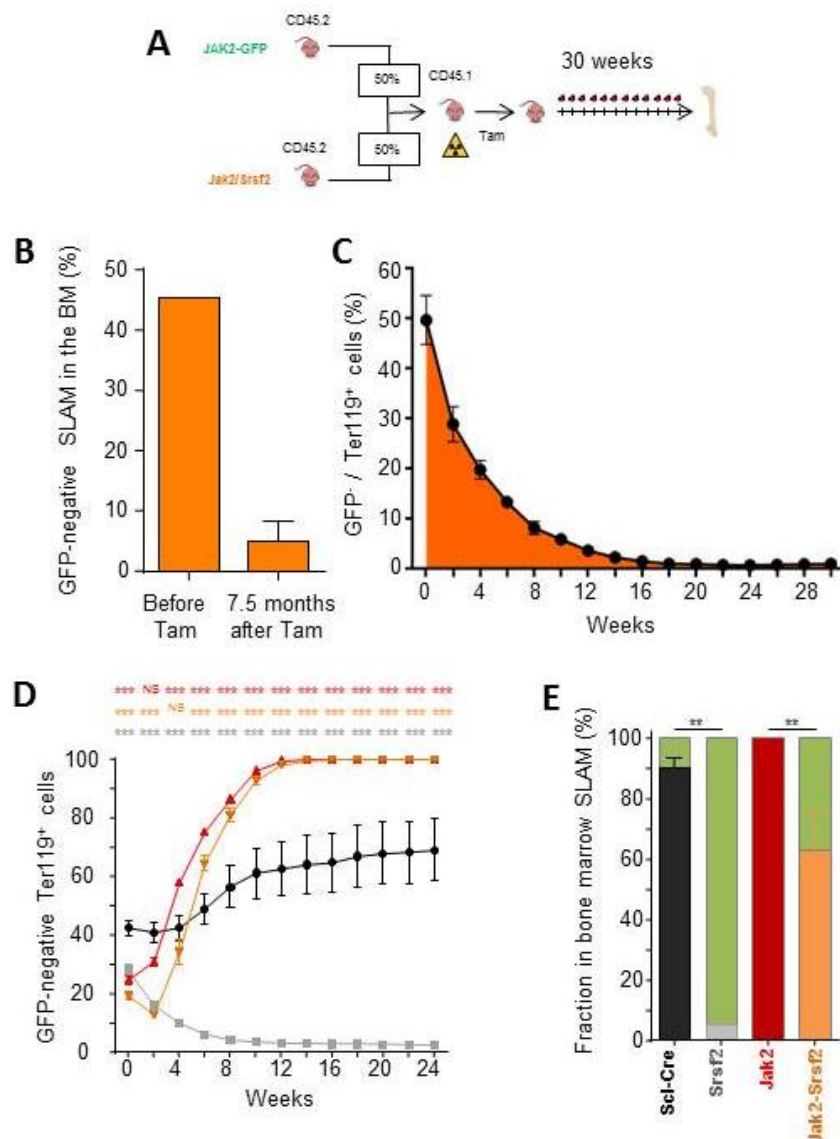 A
CD45.2
JAK2-GFP
50%
CD45.1
30 weeks
CD45.2
50%
Tam
Jak2/Srsf2
B
GFP-negative SLAM in the BM (%)
50
40
30
20
10
0
Before
Tam
7.5 months
after Tam
C
GFP- / Ter119+ cells (%)
60
50
40
30
20
10
0
0 4 8 12 16 22 28
Weeks
D
*** NS *** *** *** *** *** *** *** *** *** *** ***
*** *** NS *** *** *** *** *** *** *** *** *** ***
*** *** *** *** *** *** *** *** *** *** *** *** ***
GFP-negative Ter119+ cells
100
80
60
40
20
0
0 4 8 12 16 20 24
Weeks
E
** **
Fraction in bone marrow SLAM (%)
100
80
60
40
20
0
Scl-Cre
Srsf2
Jak2
Jak2-Srsf2